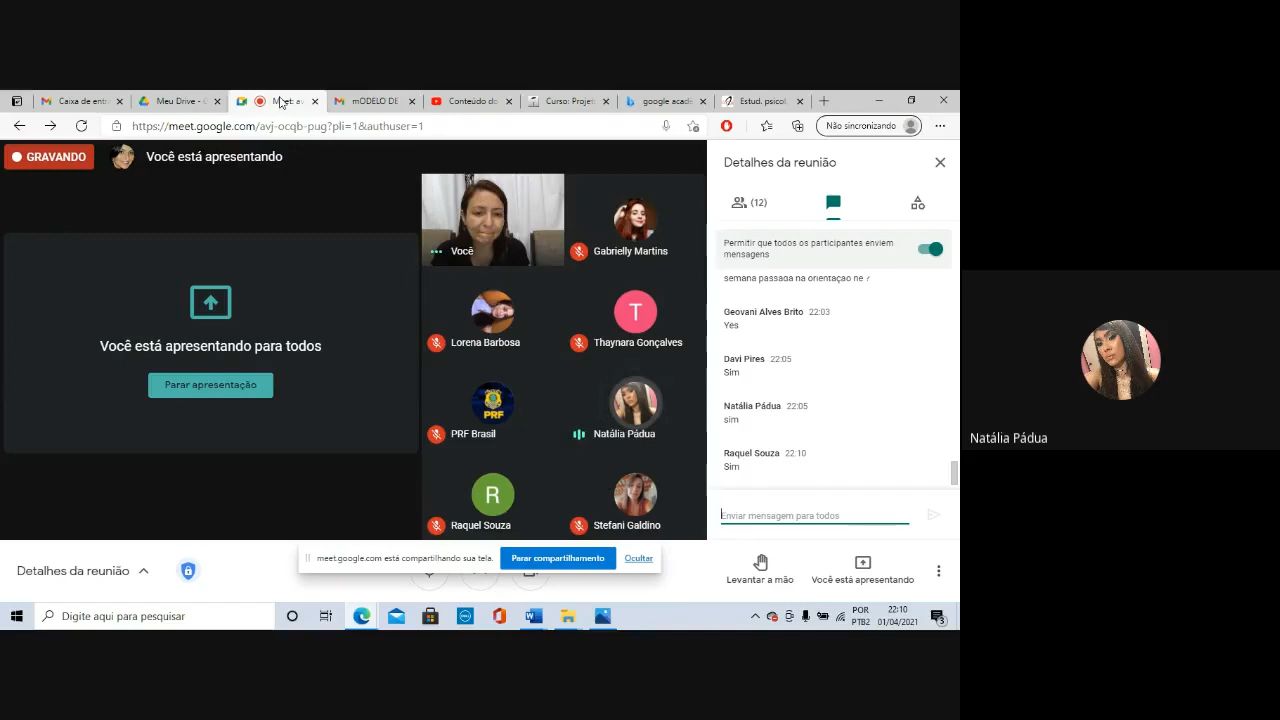 Caixa de entr
Meu Drive - G
Meet: av
mODELO DE
Conteúdo do
Curso: Projet
google acadê
Estud. psicol.
https://meet.google.com/avj-ocqb-pug?pli=1&authuser=1
Não sincronizando
GRAVANDO
Você está apresentando
Você está apresentando para todos
Parar apresentação
Você
Gabrielly Martins
Lorena Barbosa
T
Thaynara Gonçalves
PRF
PRF Brasil
Natália Pádua
R
Raquel Souza
Stefani Galdino
Detalhes da reunião
(12)
Permitir que todos os participantes enviem
mensagens
semana passada na orientação né ?
Geovani Alves Brito 22:03
Yes
Davi Pires 22:05
Sim
Natália Pádua 22:05
sim
Raquel Souza 22:10
Sim
Enviar mensagem para todos
Detalhes da reunião
meet.google.com está compartilhando sua tela.
Parar compartilhamento
Ocultar
Levantar a mão
Você está apresentando
Digite aqui para pesquisar
POR
PTB2
22:10
01/04/2021
3
Natália Pádua